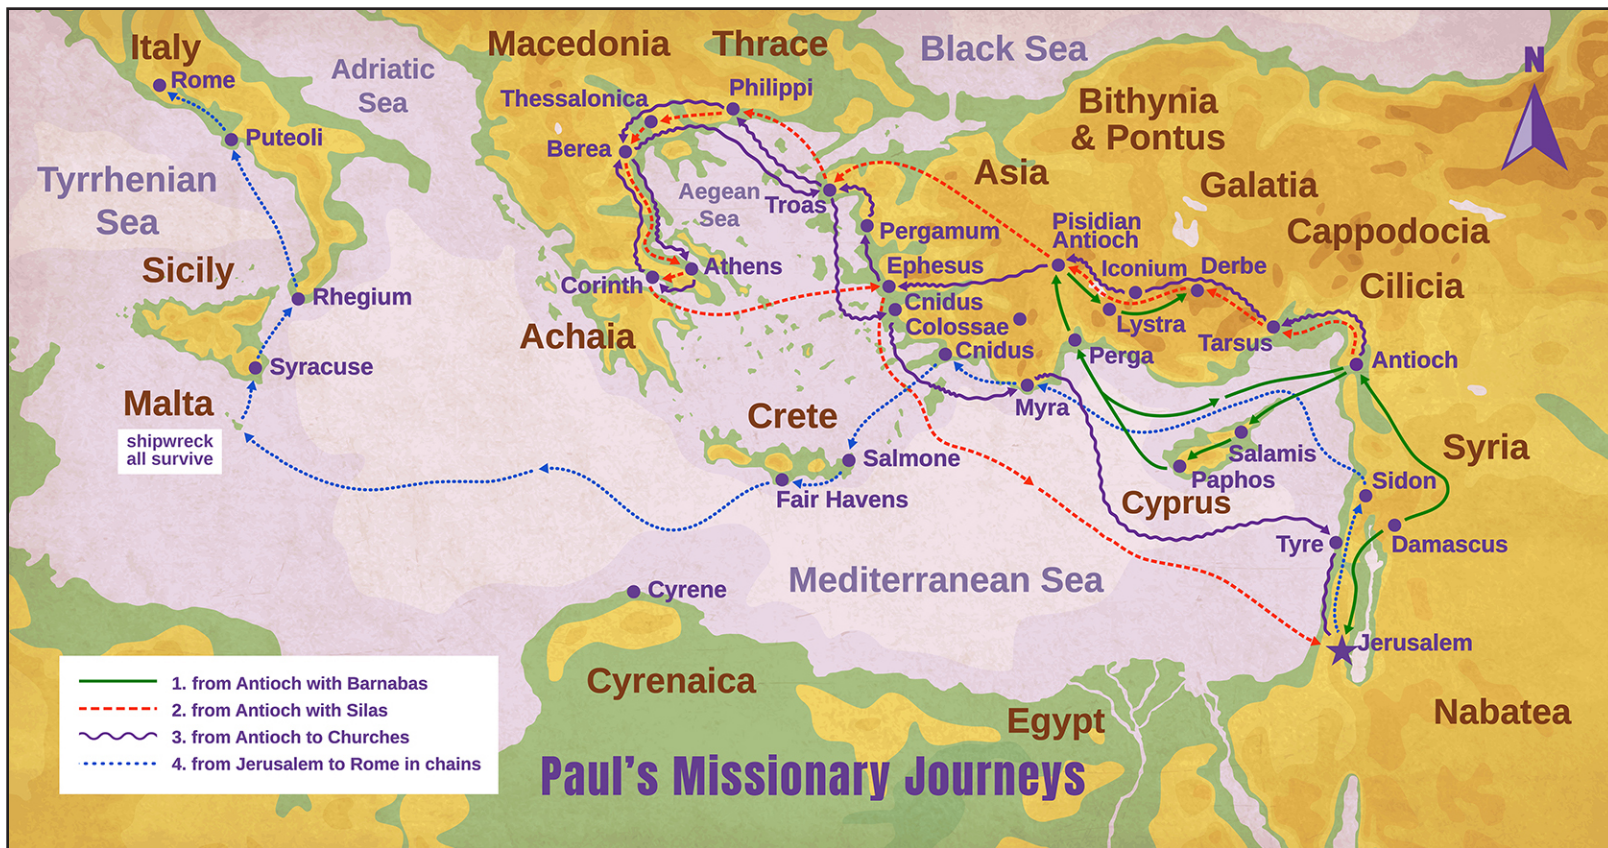 Italy
Rome
Adriatic
Sea
Macedonia
Thrace
Black Sea
N
Philippi
Thessalonica
Bithynia
& Pontus
Puteoli
Berea
Tyrrhenian
Sea
Asia
Galatia
Aegean
Sea
Troas
Pisidian
Antioch
Pergamum
Cappodocia
Sicily
Athens
Ephesus
Iconium
Derbe
Corinth
Cilicia
Rhegium
Cnidus
Colossae
Lystra
Achaia
Tarsus
Cnidus
Perga
Antioch
Syracuse
Malta
shipwreck
all survive
Crete
Myra
Salmone
Salamis
Syria
Paphos
Sidon
Fair Havens
Cyprus
Tyre
Damascus
Mediterranean Sea
Cyrene
Jerusalem
Cyrenaica
Egypt
Nabatea
1. from Antioch with Barnabas
2. from Antioch with Silas
3. from Antioch to Churches
4. from Jerusalem to Rome in chains
Paul's Missionary Journeys